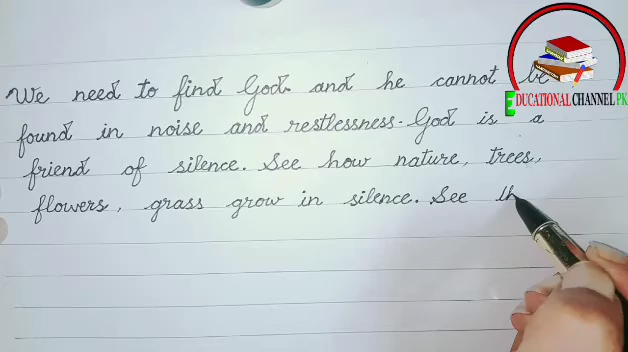 We need to find God. and he cannot be
found in noise and restlessness. God is a
friend of silence. See how nature, trees,
flowers, grass grow in silence. See th
EDUCATIONAL CHANNEL PK